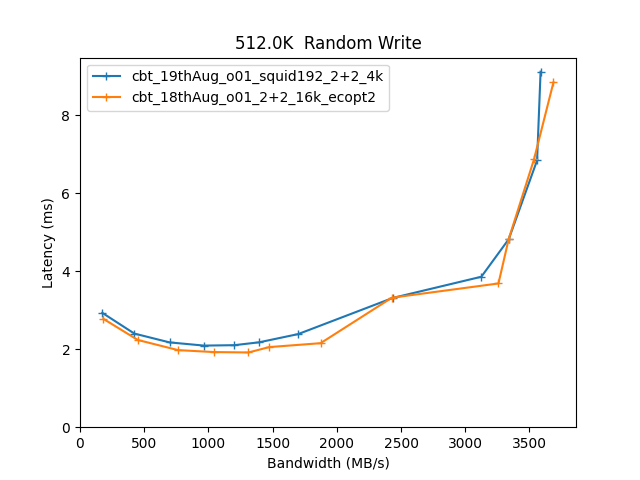 512.0K  Random Write
cbt_19thAug_o01_squid192_2+2_4k
cbt_18thAug_o01_2+2_16k_ecopt2
8
6
4
2
0
Latency (ms)
0 500 1000 1500 2000 2500 3000 3500
Bandwidth (MB/s)